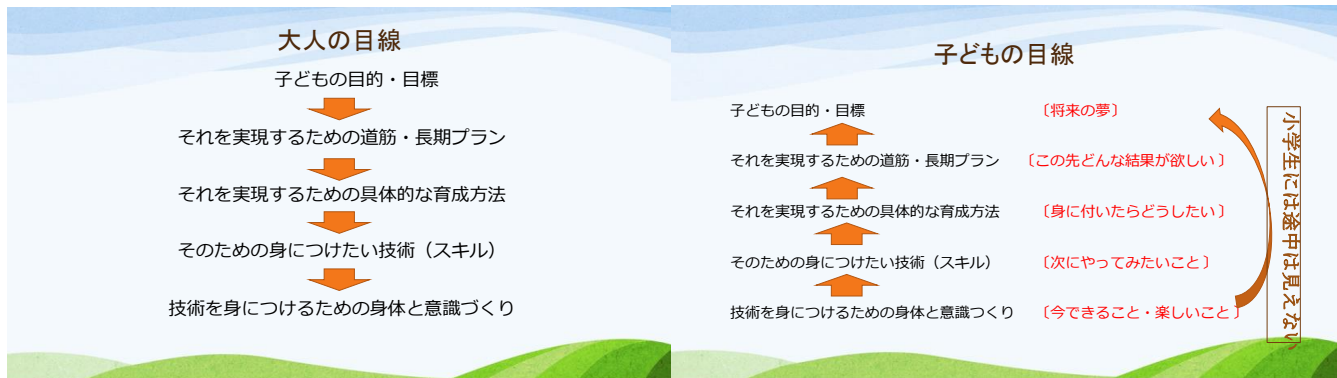 大人の目線
子どもの目的・目標
それを実現するための道筋・長期プラン
それを実現するための具体的な育成方法
そのための身につけたい技術（スキル）
技術を身につけるための身体と意識づくり
子どもの目線
子どもの目的・目標 〔将来の夢〕
それを実現するための道筋・長期プラン 〔この先どんな結果が欲しい〕
それを実現するための具体的な育成方法 〔身に付いたらどうしたい〕
そのための身につけたい技術（スキル） 〔次にやってみたいこと〕
技術を身につけるための身体と意識づくり 〔今できること・楽しいこと〕
小学生には途中は見えない